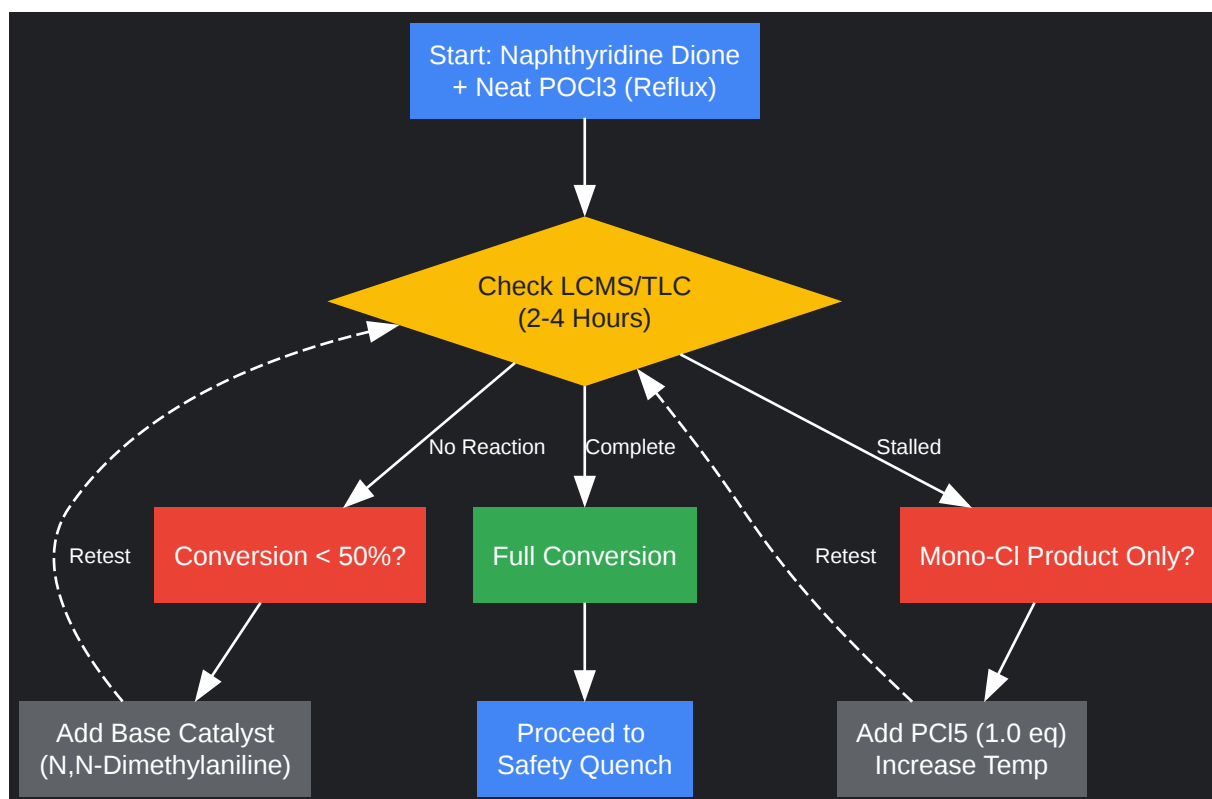 Start: Naphthyridine Dione
+ Neat POCl3 (Reflux)
Check LCMS/TLC
(2-4 Hours)
No Reaction
Complete
Stalled
Retest
Conversion < 50%?
Full Conversion
Retest
Mono-Cl Product Only?
Add Base Catalyst
(N,N-Dimethylaniline)
Proceed to
Safety Quench
Add PCl5 (1.0 eq)
Increase Temp